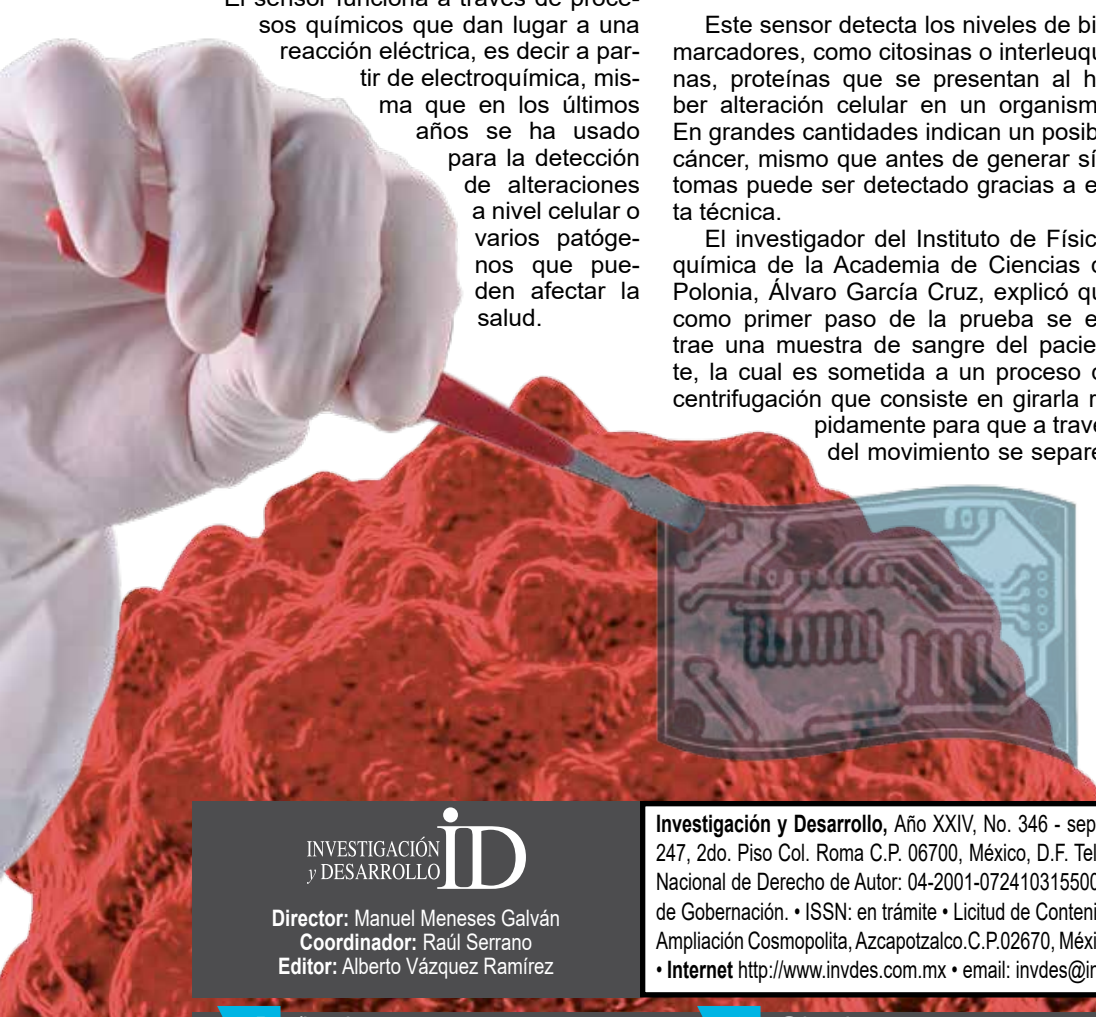 El sensor funciona a través de proce-
sos químicos que dan lugar a una
reacción eléctrica, es decir a par-
tir de electroquímica, mis-
ma que en los últimos
años se ha usado
para la detección
de alteraciones
a nivel celular o
varios patóge-
nos que pue-
den afectar la
salud.
Este sensor detecta los niveles de bi
marcadores, como citosinas o interleuqu
nas, proteínas que se presentan al h
ber alteración celular en un organism
En grandes cantidades indican un posib
cáncer, mismo que antes de generar sí
tomas puede ser detectado gracias a e
ta técnica.
El investigador del Instituto de Físic
química de la Academia de Ciencias d
Polonia, Álvaro García Cruz, explicó qu
como primer paso de la prueba se e
trae una muestra de sangre del pacie
te, la cual es sometida a un proceso d
centrifugación que consiste en girarla r
pidamente para que a trave
del movimiento se separe
INVESTIGACIÓN
y DESARROLLO
iD
Director: Manuel Meneses Galván
Coordinador: Raúl Serrano
Editor: Alberto Vázquez Ramírez
Investigación y Desarrollo, Año XXIV, No. 346 - sep
247, 2do. Piso Col. Roma C.P. 06700, México, D.F. Tel
Nacional de Derecho de Autor: 04-2001-072410315500
de Gobernación. • ISSN: en trámite • Licitud de Conteni
Ampliación Cosmopolita, Azcapotzalco.C.P.02670, Méxi
• Internet http://www.invdes.com.mx • email: invdes@in